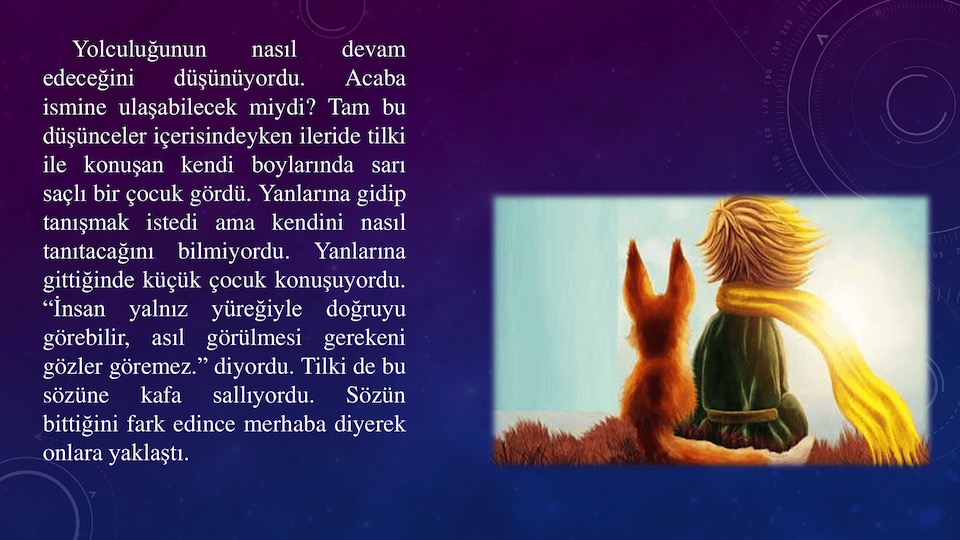 Yolculuğunun nasıl devam
edeceğini düşünüyordu. Acaba
ismine ulaşabilecek miydi? Tam bu
düşünceler içerisindeyken ileride tilki
ile konuşan kendi boylarında sarı
saçlı bir çocuk gördü. Yanlarına gidip
tanışmak istedi ama kendini nasıl
tanıtacağını bilmiyordu. Yanlarına
gittiğinde küçük çocuk konuşuyordu.
“İnsan yalnız yüreğiyle doğruyu
görebilir, asıl görülmesi gerekeni
gözler göremez.” diyordu. Tilki de bu
sözüne kafa sallıyordu. Sözün
bittiğini fark edince merhaba diyerek
onlara yaklaştı.